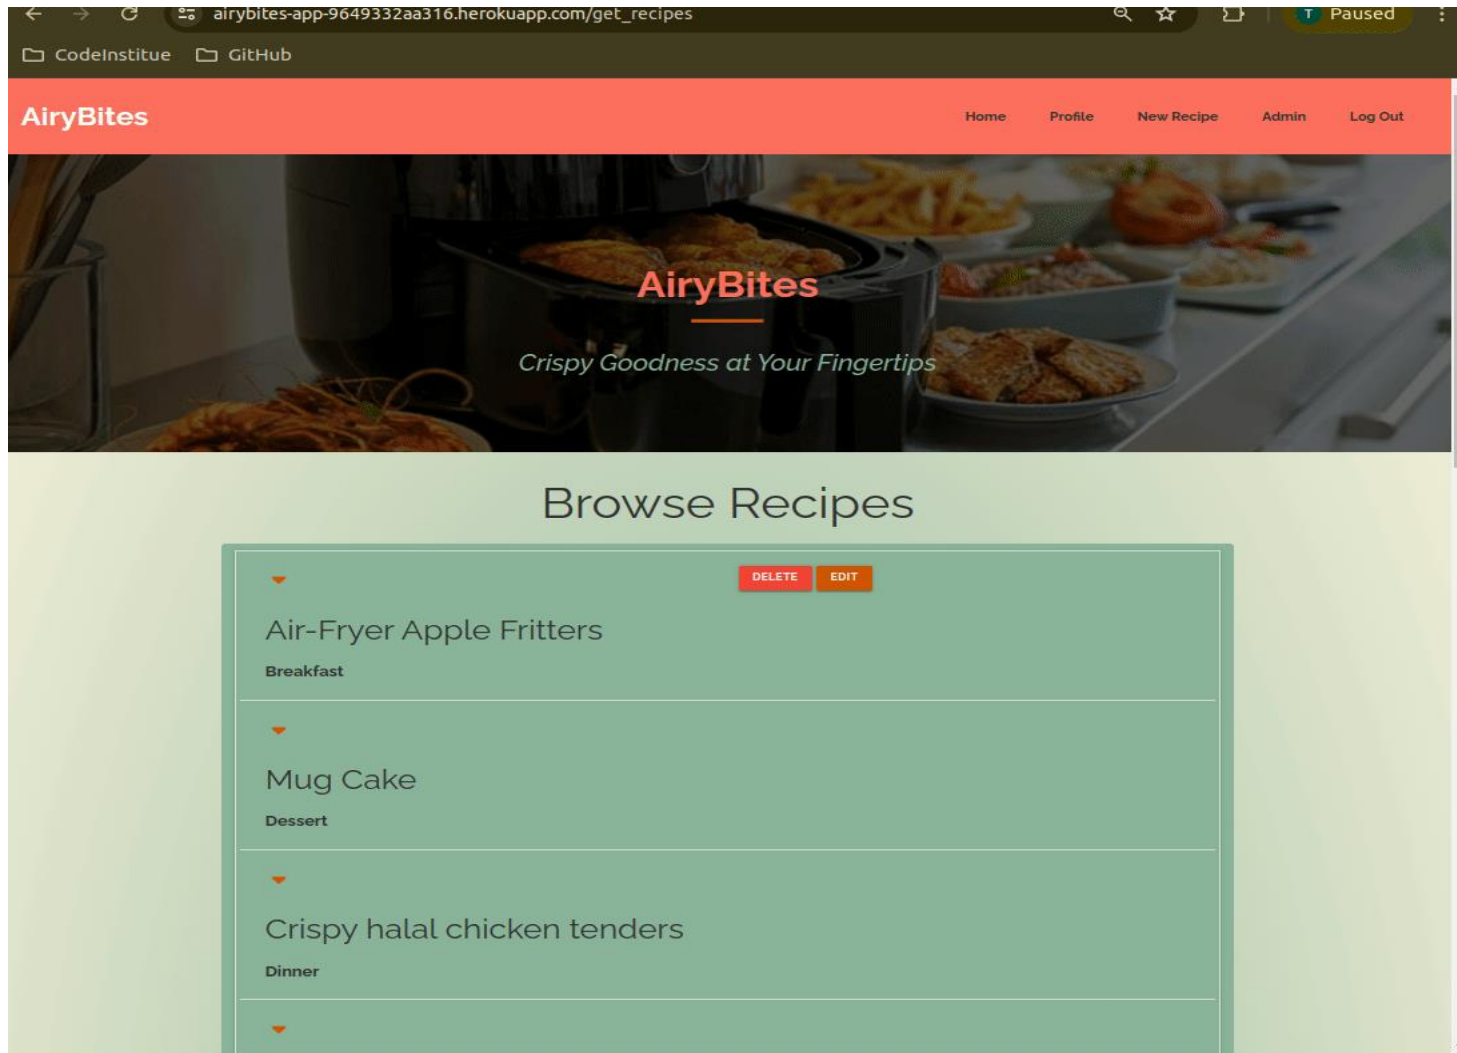 airybites-app-9649332aa316.herokuapp.com/get_recipes T Paused
CodeInstitue GitHub
AiryBites Home Profile New Recipe Admin Log Out
AiryBites
Crispy Goodness at Your Fingertips
Browse Recipes
DELETE EDIT
Air-Fryer Apple Fritters
Breakfast
Mug Cake
Dessert
Crispy halal chicken tenders
Dinner